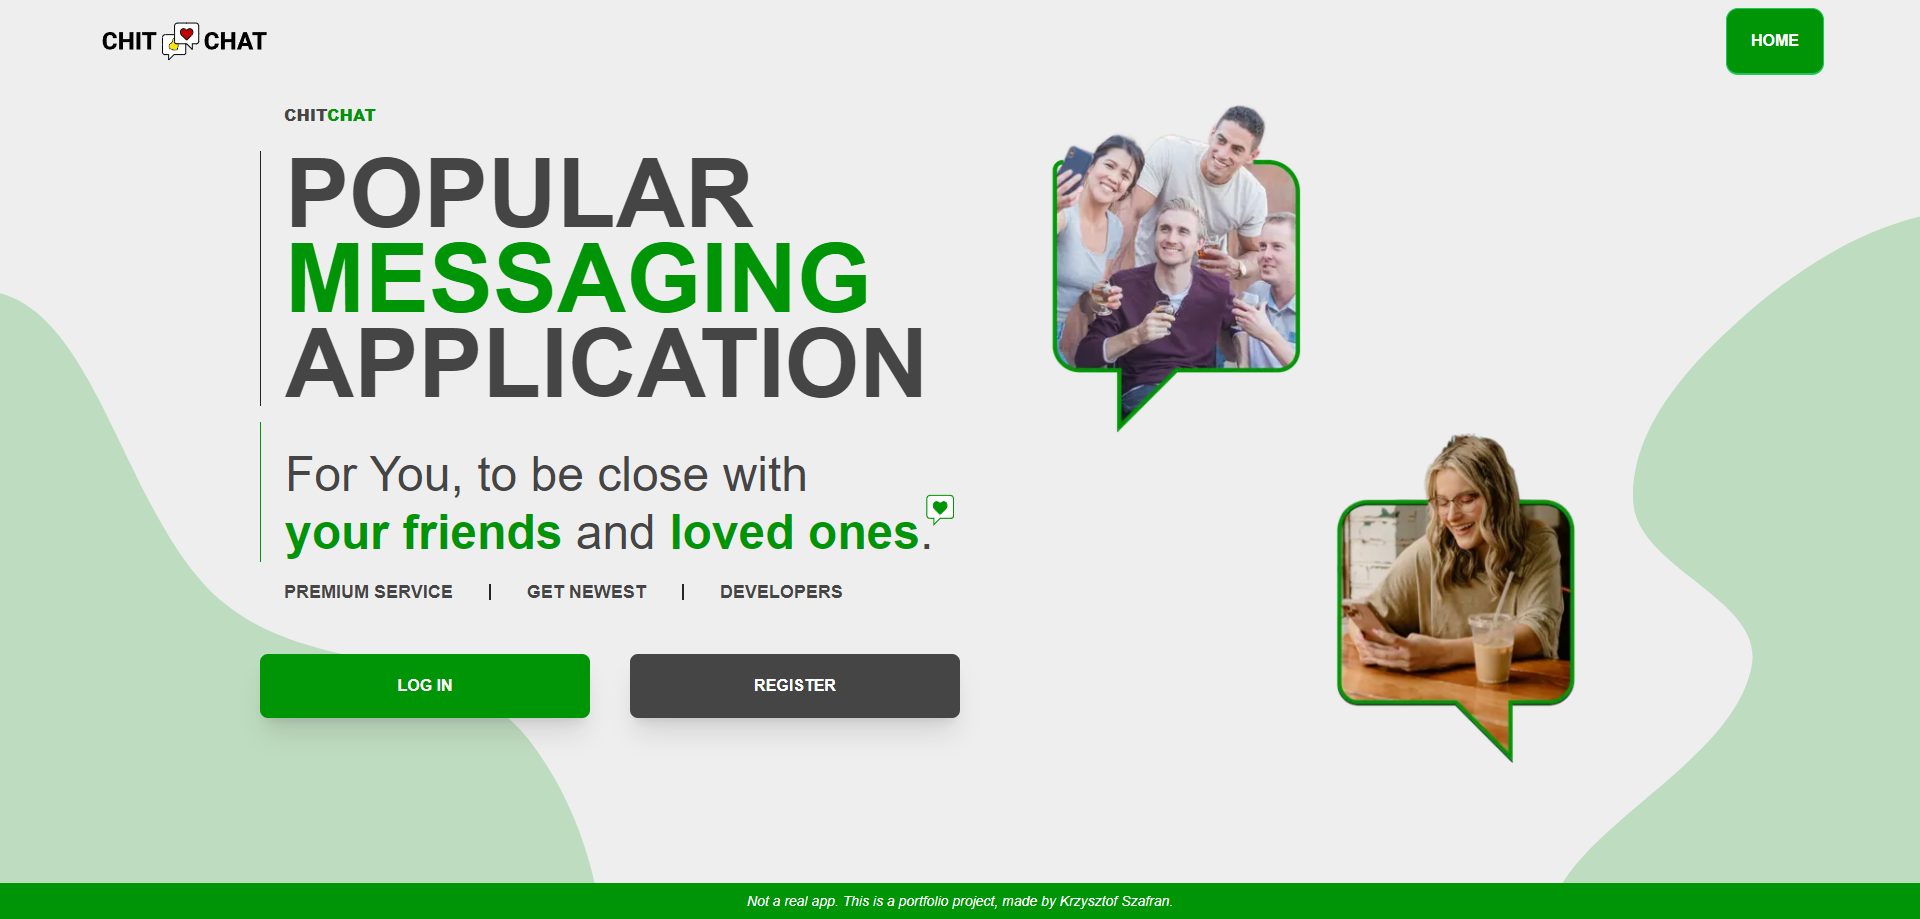 CHIT CHAT
HOME
CHITCHAT
POPULAR
MESSAGING
APPLICATION
For You, to be close with
your friends and loved ones.
PREMIUM SERVICE | GET NEWEST | DEVELOPERS
LOG IN
REGISTER
Not a real app. This is a portfolio project, made by Krzysztof Szafran.